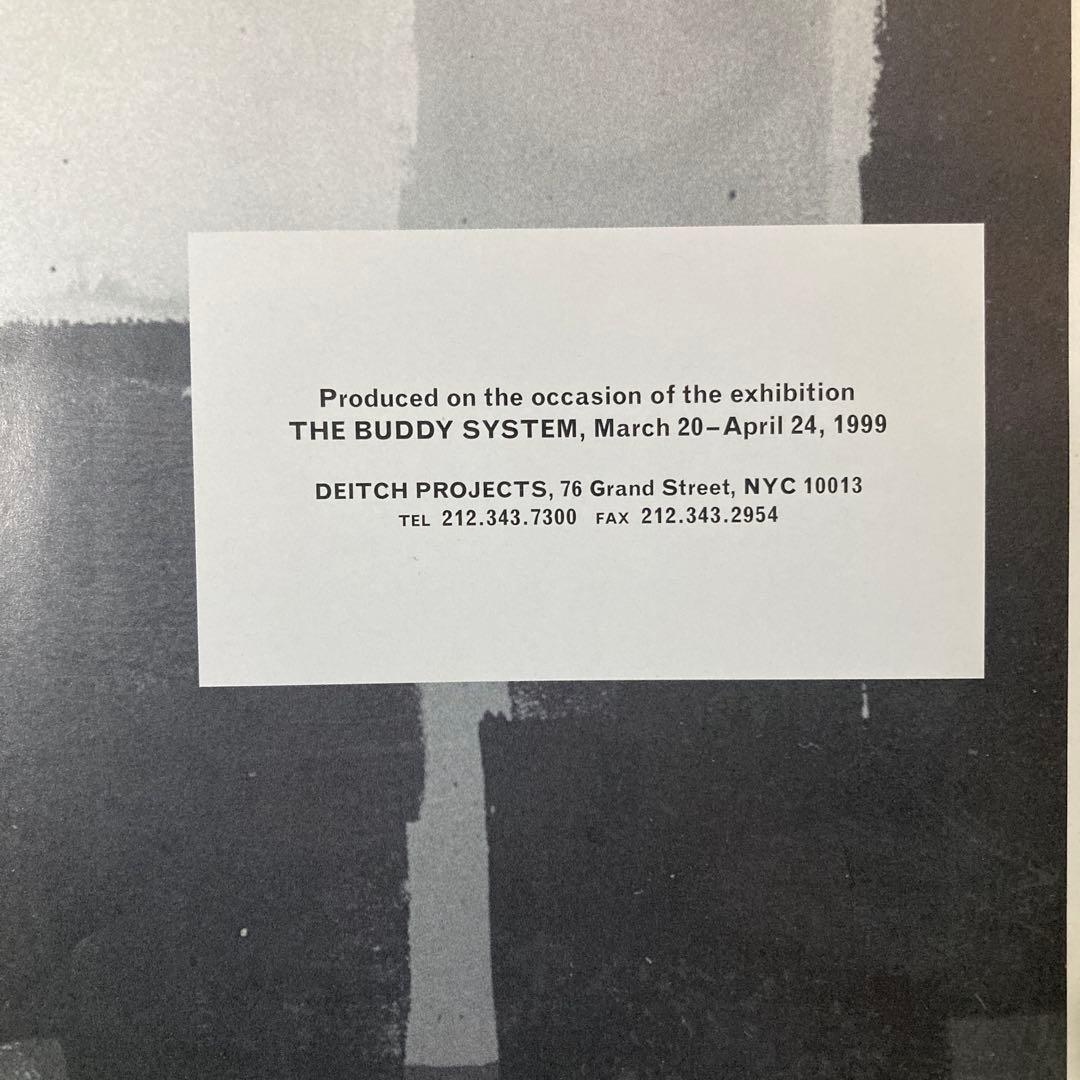 Produced on the occasion of the exhibition
THE BUDDY SYSTEM, March 20–April 24, 1999
DEITCH PROJECTS, 76 Grand Street, NYC 10013
TEL 212.343.7300 FAX 212.343.2954